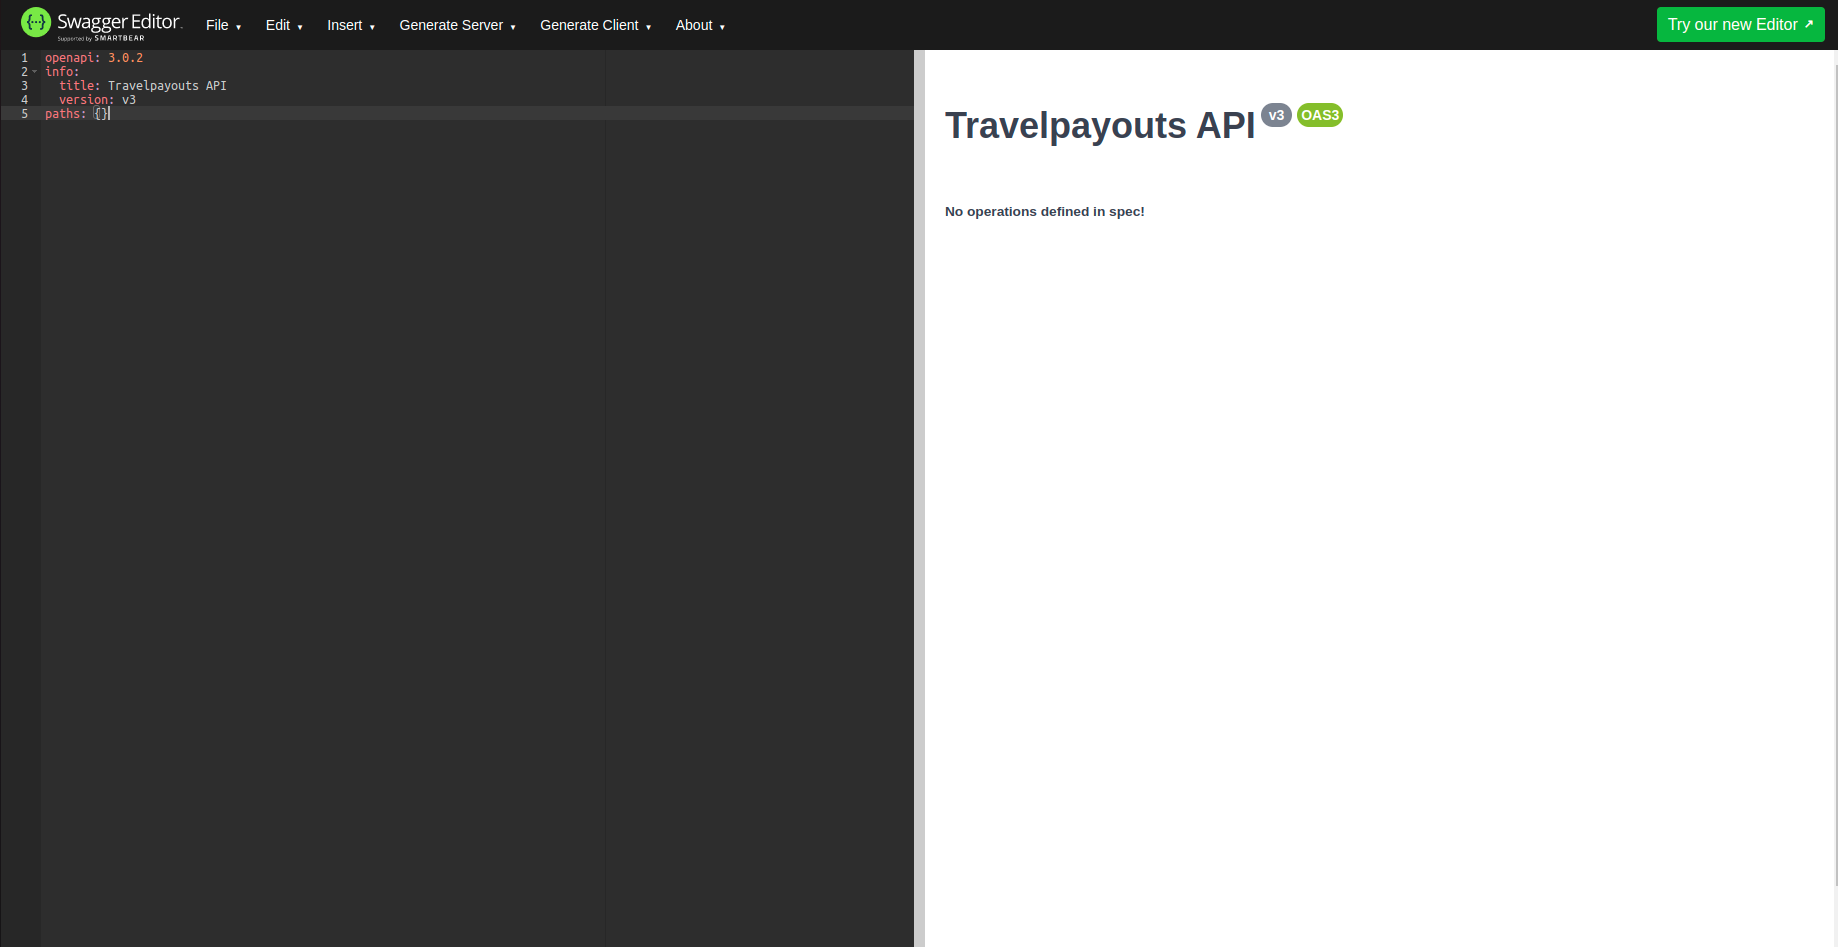 Swagger Editor
Supported by SMARTBEAR
File Edit Insert Generate Server Generate Client About Try our new Editor ↗
1 openapi: 3.0.2
2 info:
3 title: Travelpayouts API
4 version: v3
5 paths: {}
Travelpayouts API v3 OAS3
No operations defined in spec!